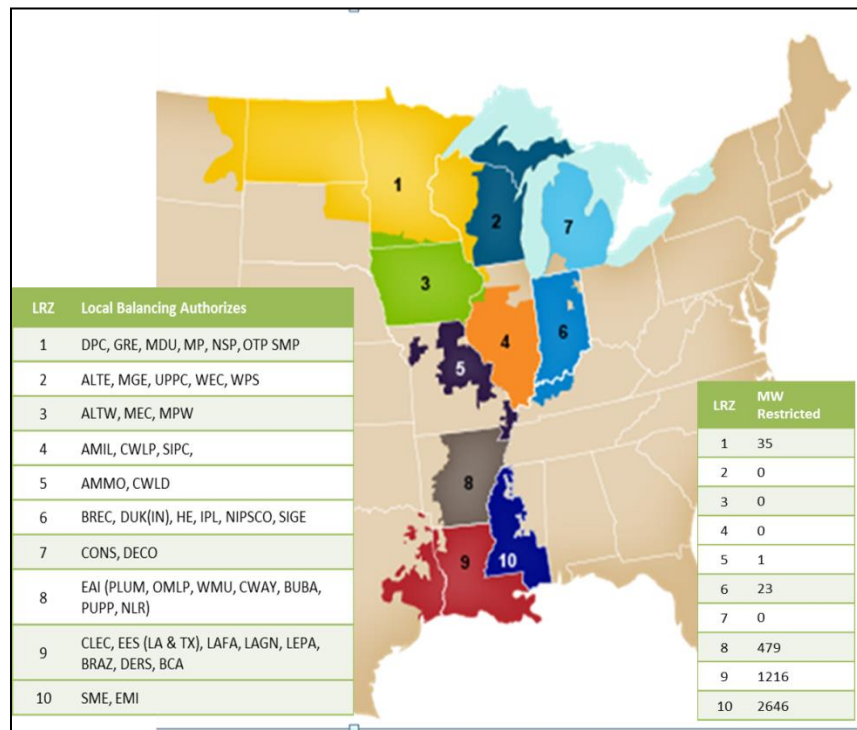 1
2
7
3
4
6
5
8
9
10
LRZ Local Balancing Authorizes
1 DPC, GRE, MDU, MP, NSP, OTP SMP
2 ALTE, MGE, UPPC, WEC, WPS
3 ALTW, MEC, MPW
4 AMIL, CWLP, SIPC,
5 AMMO, CWLD
6 BREC, DUK(IN), HE, IPL, NIPSCO, SIGE
7 CONS, DECO
8 EAI (PLUM, OMLP, WMU, CWAY, BUBA,
PUPP, NLR)
9 CLEC, EES (LA & TX), LAFA, LAGN, LEPA,
BRAZ, DERS, BCA
10 SME, EMI
LRZ MW
Restricted
1 35
2 0
3 0
4 0
5 1
6 23
7 0
8 479
9 1216
10 2646